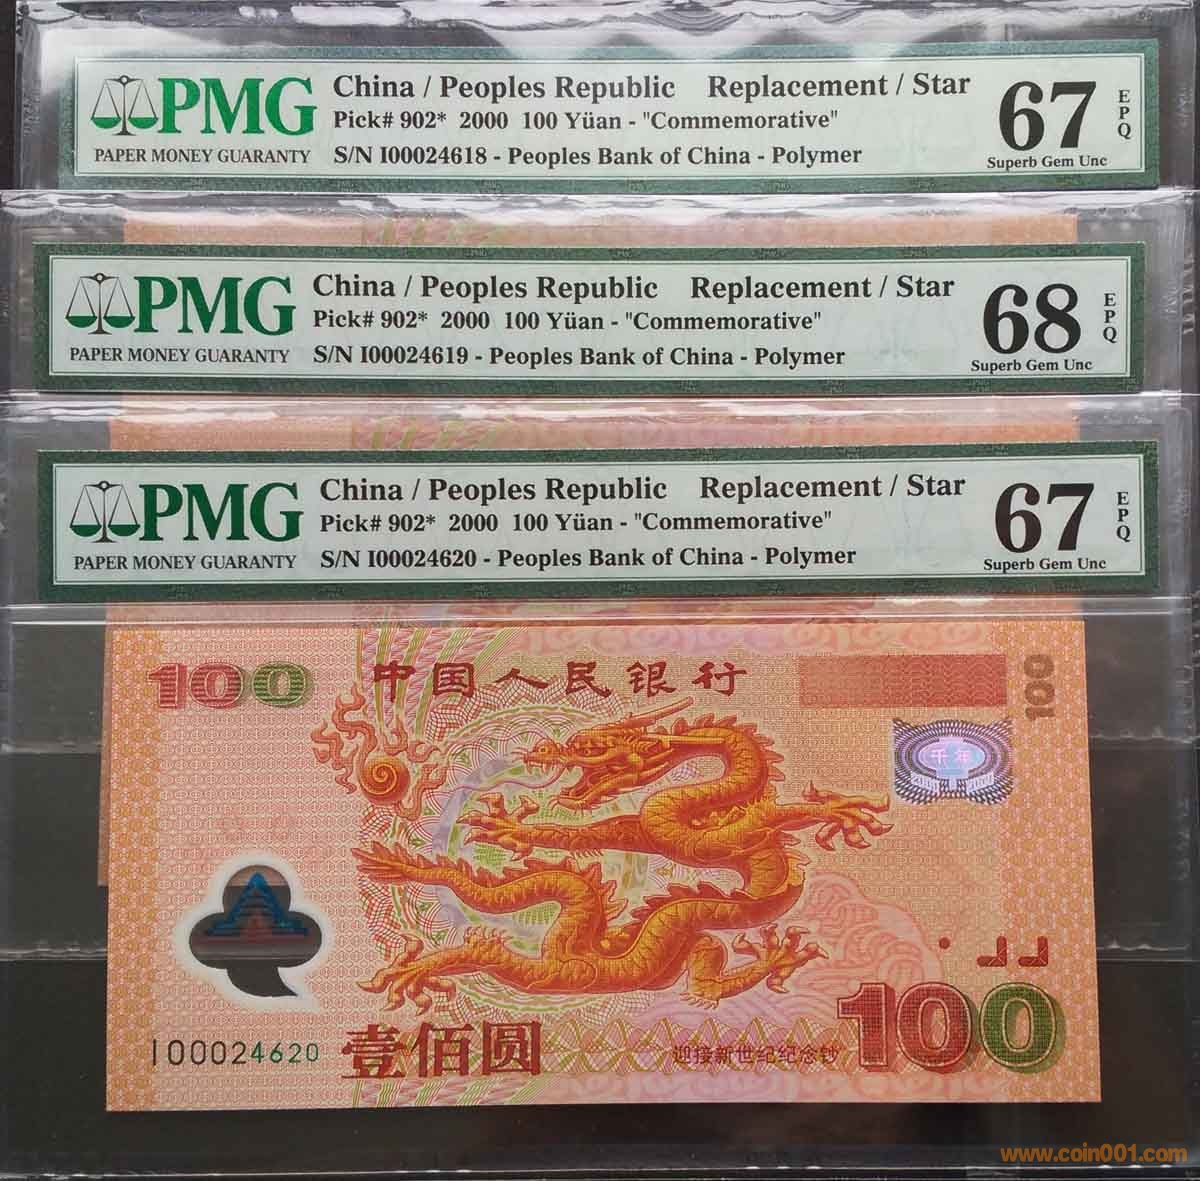 PMG
PAPER MONEY GUARANTY
China / Peoples Republic Replacement / Star
Pick# 902* 2000 100 Yüan - "Commemorative"
S/N I00024618 - Peoples Bank of China - Polymer
67
EPQ
Superb Gem Unc
PMG
PAPER MONEY GUARANTY
China / Peoples Republic Replacement / Star
Pick# 902* 2000 100 Yüan - "Commemorative"
S/N I00024619 - Peoples Bank of China - Polymer
68
EPQ
Superb Gem Unc
PMG
PAPER MONEY GUARANTY
China / Peoples Republic Replacement / Star
Pick# 902* 2000 100 Yüan - "Commemorative"
S/N I00024620 - Peoples Bank of China - Polymer
67
EPQ
Superb Gem Unc
100
中国人民银行
100
千年
I00024620
壹佰圆
迎接新世纪纪念钞
100
www.coin001.com